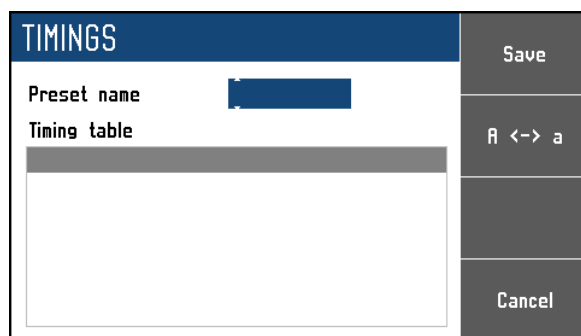 TIMINGS
Save
Preset name
Timing table
A <-> a
Cancel